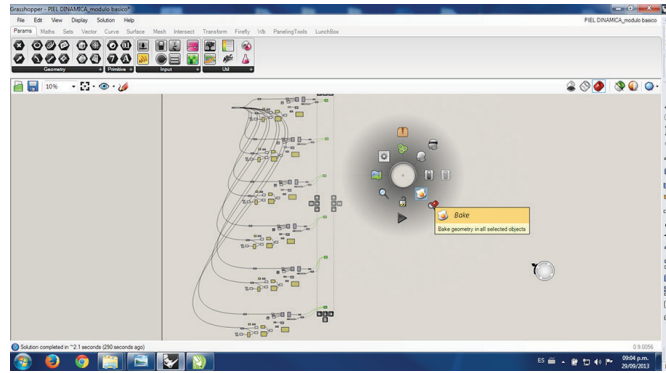 Grasshopper - PIEL DINAMICA_modulo basico*
File Edit View Display Solution Help
PIEL DINAMICA_modulo basico
Params Maths Sets Vector Curve Surface Mesh Intersect Transform Firefly Vb PanelingTools LunchBox
Geometry + Primitive + Input + Util +
10%
Bake
Bake geometry in all selected objects
Solution completed in ~2.1 seconds (290 seconds ago)
0.9.0056
ES
09:04 p.m.
29/09/2013